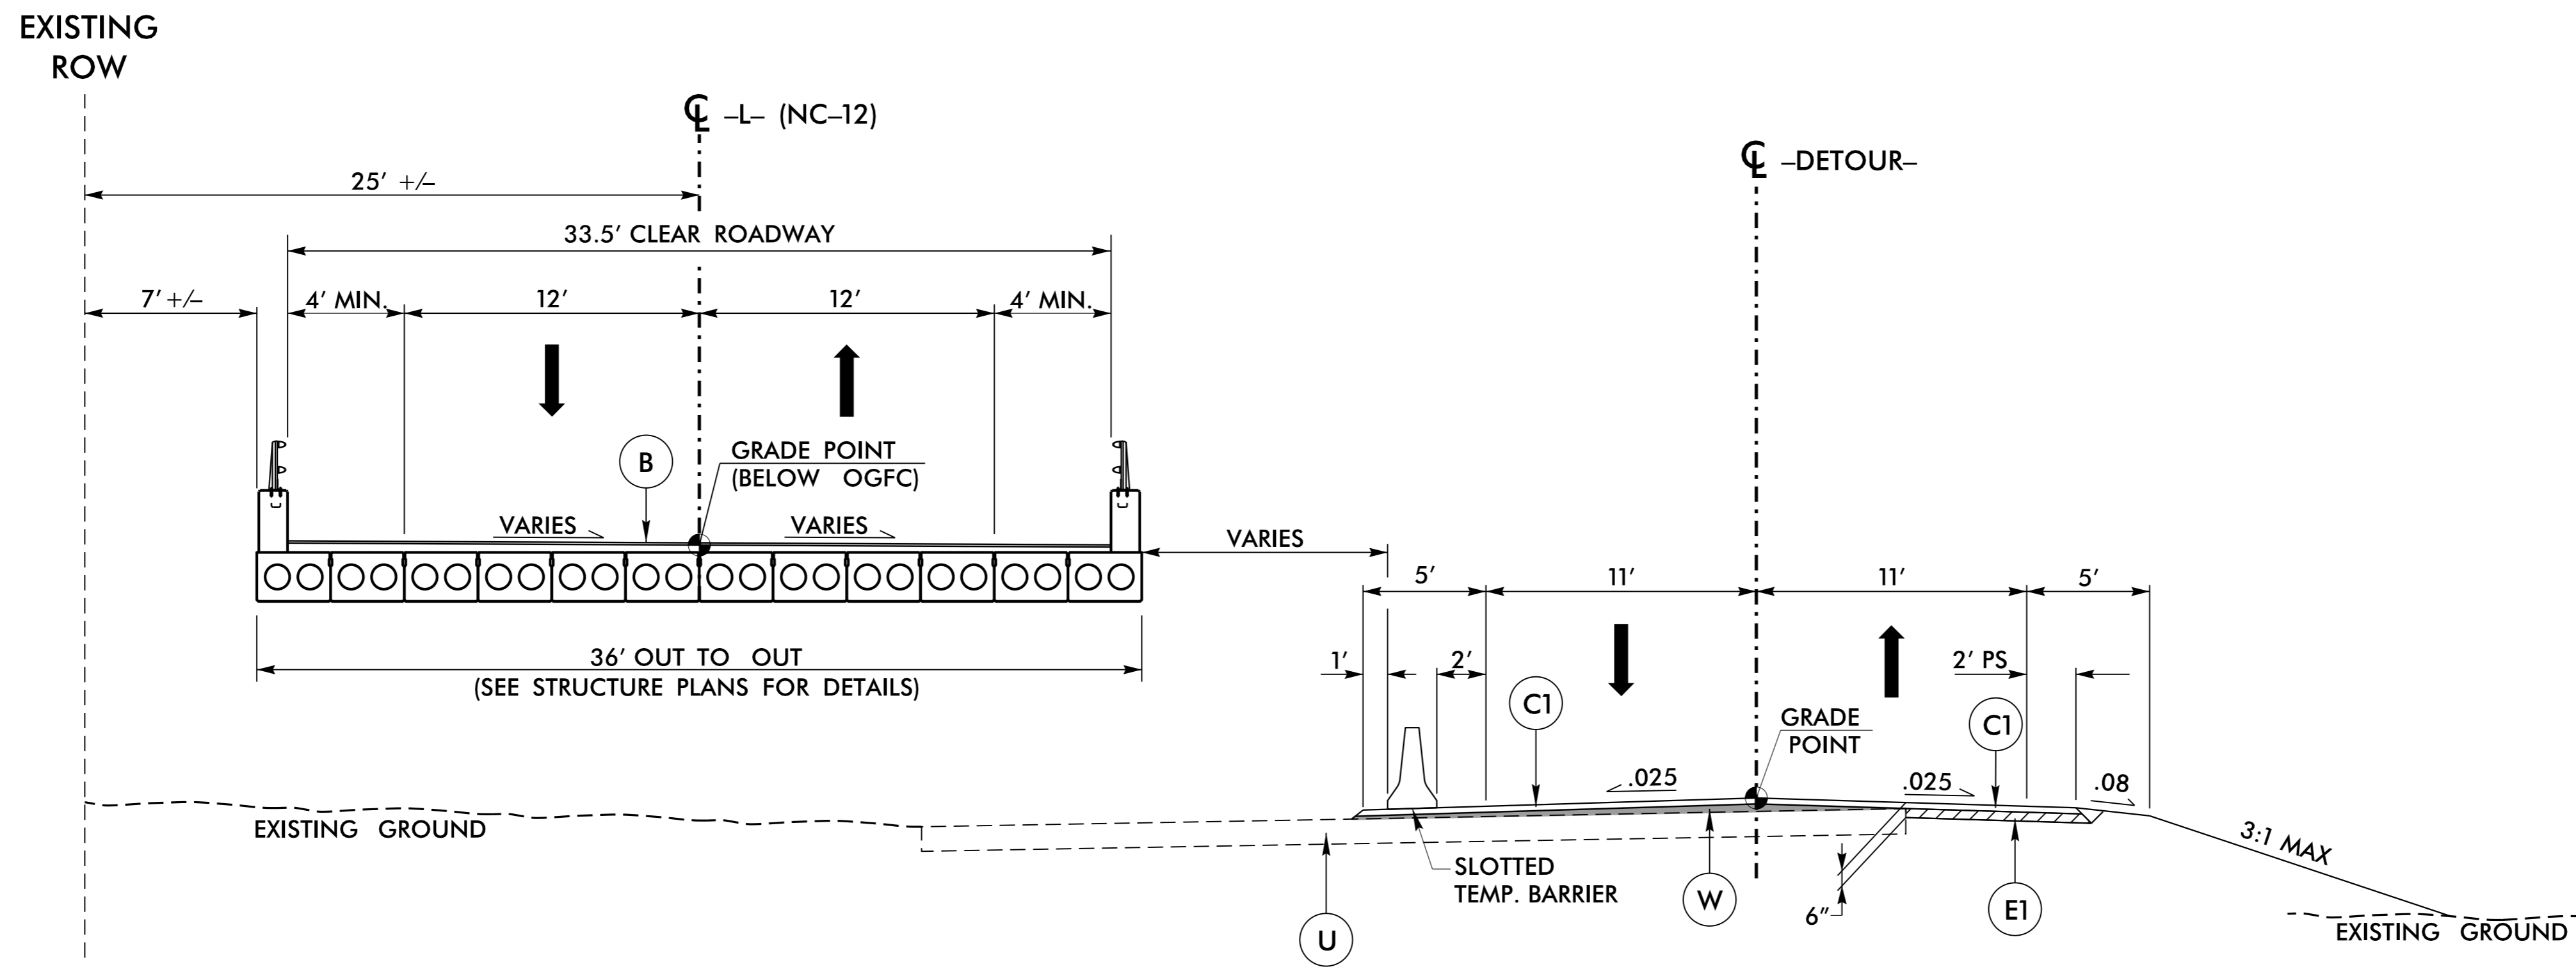 EXISTING
ROW
℄ –L– (NC–12)
℄ –DETOUR–
25' +/–
33.5' CLEAR ROADWAY
7' +/–
4' MIN.
12'
12'
4' MIN.
B
GRADE POINT
(BELOW OGFC)
VARIES
VARIES
VARIES
5'
11'
11'
5'
36' OUT TO OUT
(SEE STRUCTURE PLANS FOR DETAILS)
1'
2'
2' PS
C1
GRADE
POINT
C1
.025
.025
.08
EXISTING GROUND
3:1 MAX
SLOTTED
TEMP. BARRIER
W
6"
E1
U
EXISTING GROUND